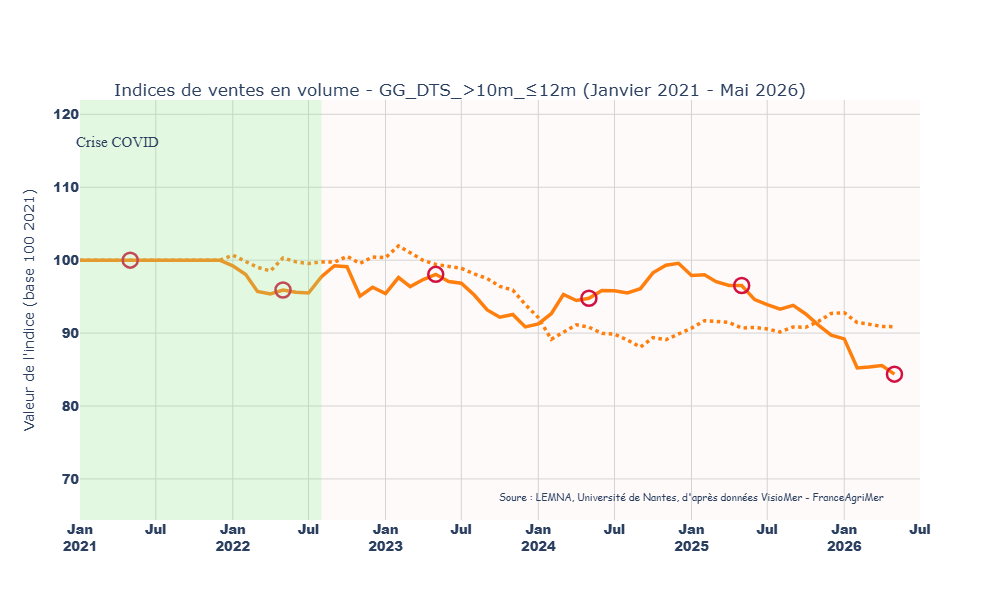 Indices de ventes en volume - GG_DTS_>10m_≤12m (Janvier 2021 - Mai 2026)
Valeur de l'indice (base 100 2021)
120
110
100
90
80
70
Crise COVID
Soure : LEMNA, Université de Nantes, d'après données VisioMer - FranceAgriMer
Jan Jul Jan Jul Jan Jul Jan Jul Jan Jul Jan Jul
2021 2022 2023 2024 2025 2026